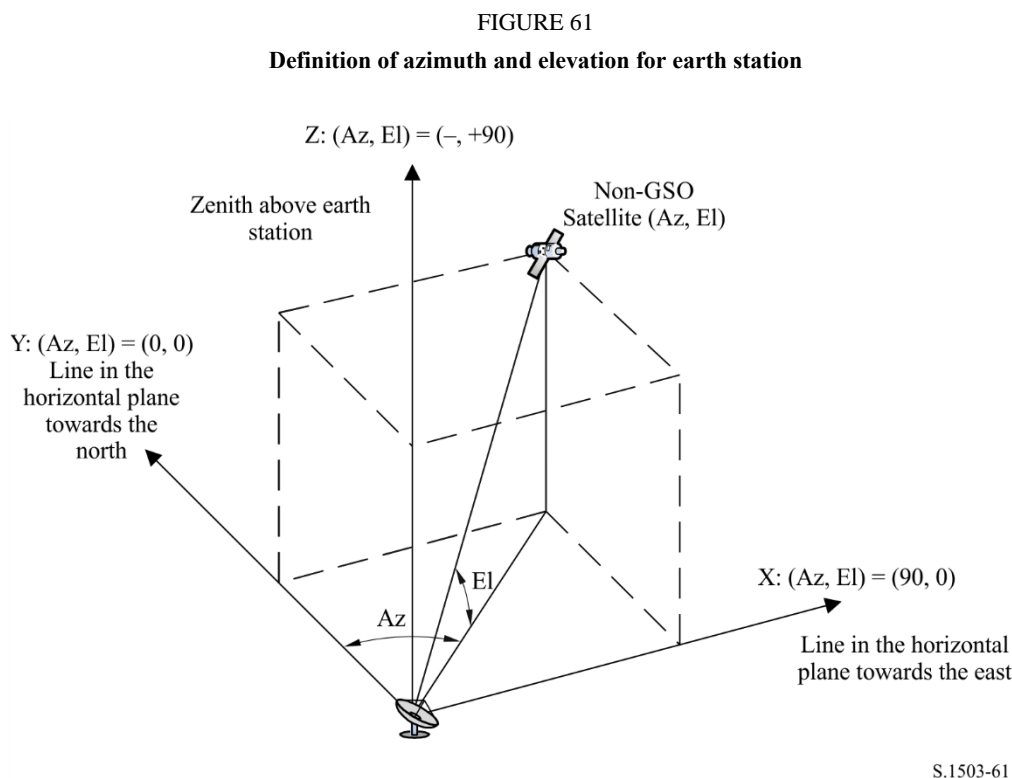 FIGURE 61
Definition of azimuth and elevation for earth station
Z: (Az, El) = (–, +90)
Zenith above earth
station
Non-GSO
Satellite (Az, El)
Y: (Az, El) = (0, 0)
Line in the
horizontal plane
towards the
north
El
Az
X: (Az, El) = (90, 0)
Line in the horizontal
plane towards the east
S.1503-61